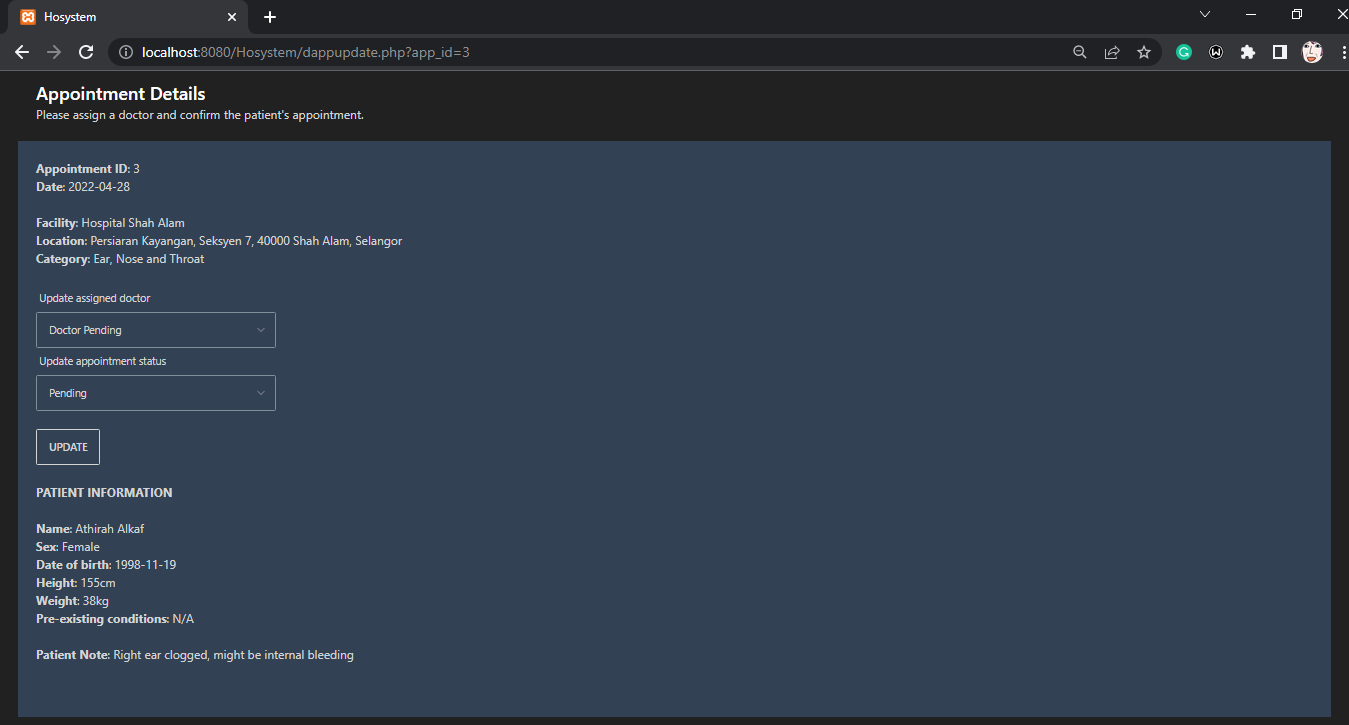 Hosystem
localhost:8080/Hosystem/dappupdate.php?app_id=3
Appointment Details
Please assign a doctor and confirm the patient's appointment.
Appointment ID: 3
Date: 2022-04-28
Facility: Hospital Shah Alam
Location: Persiaran Kayangan, Seksyen 7, 40000 Shah Alam, Selangor
Category: Ear, Nose and Throat
Update assigned doctor
Doctor Pending
Update appointment status
Pending
UPDATE
PATIENT INFORMATION
Name: Athirah Alkaf
Sex: Female
Date of birth: 1998-11-19
Height: 155cm
Weight: 38kg
Pre-existing conditions: N/A
Patient Note: Right ear clogged, might be internal bleeding